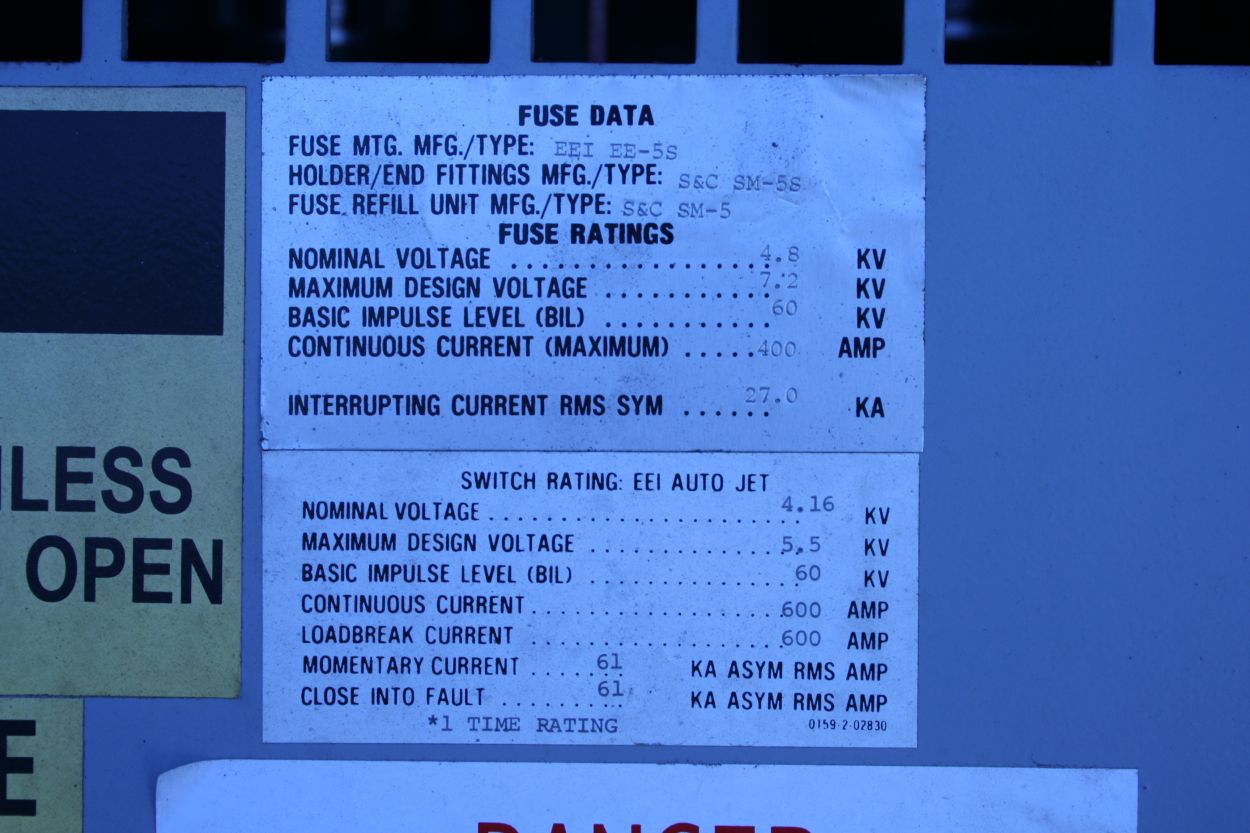 FUSE DATA
FUSE MTG. MFG./TYPE: EEI EE-5S
HOLDER/END FITTINGS MFG./TYPE: S&C SM-5S
FUSE REFILL UNIT MFG./TYPE: S&C SM-5
FUSE RATINGS
NOMINAL VOLTAGE ................ 4.8 KV
MAXIMUM DESIGN VOLTAGE ........... 7.2 KV
BASIC IMPULSE LEVEL (BIL) ........... 60 KV
CONTINUOUS CURRENT (MAXIMUM) ..... 400 AMP
INTERRUPTING CURRENT RMS SYM ...... 27.0 KA
SWITCH RATING: EEI AUTO JET
NOMINAL VOLTAGE ...................... 4.16 KV
MAXIMUM DESIGN VOLTAGE .............. 5.5 KV
BASIC IMPULSE LEVEL (BIL) .............. 60 KV
CONTINUOUS CURRENT .................. 600 AMP
LOADBREAK CURRENT .................. 600 AMP
MOMENTARY CURRENT ....... 61 KA ASYM RMS AMP
CLOSE INTO FAULT ......... 61 KA ASYM RMS AMP
*1 TIME RATING
0159-2-02830
LESS
OPEN
E
DANGER